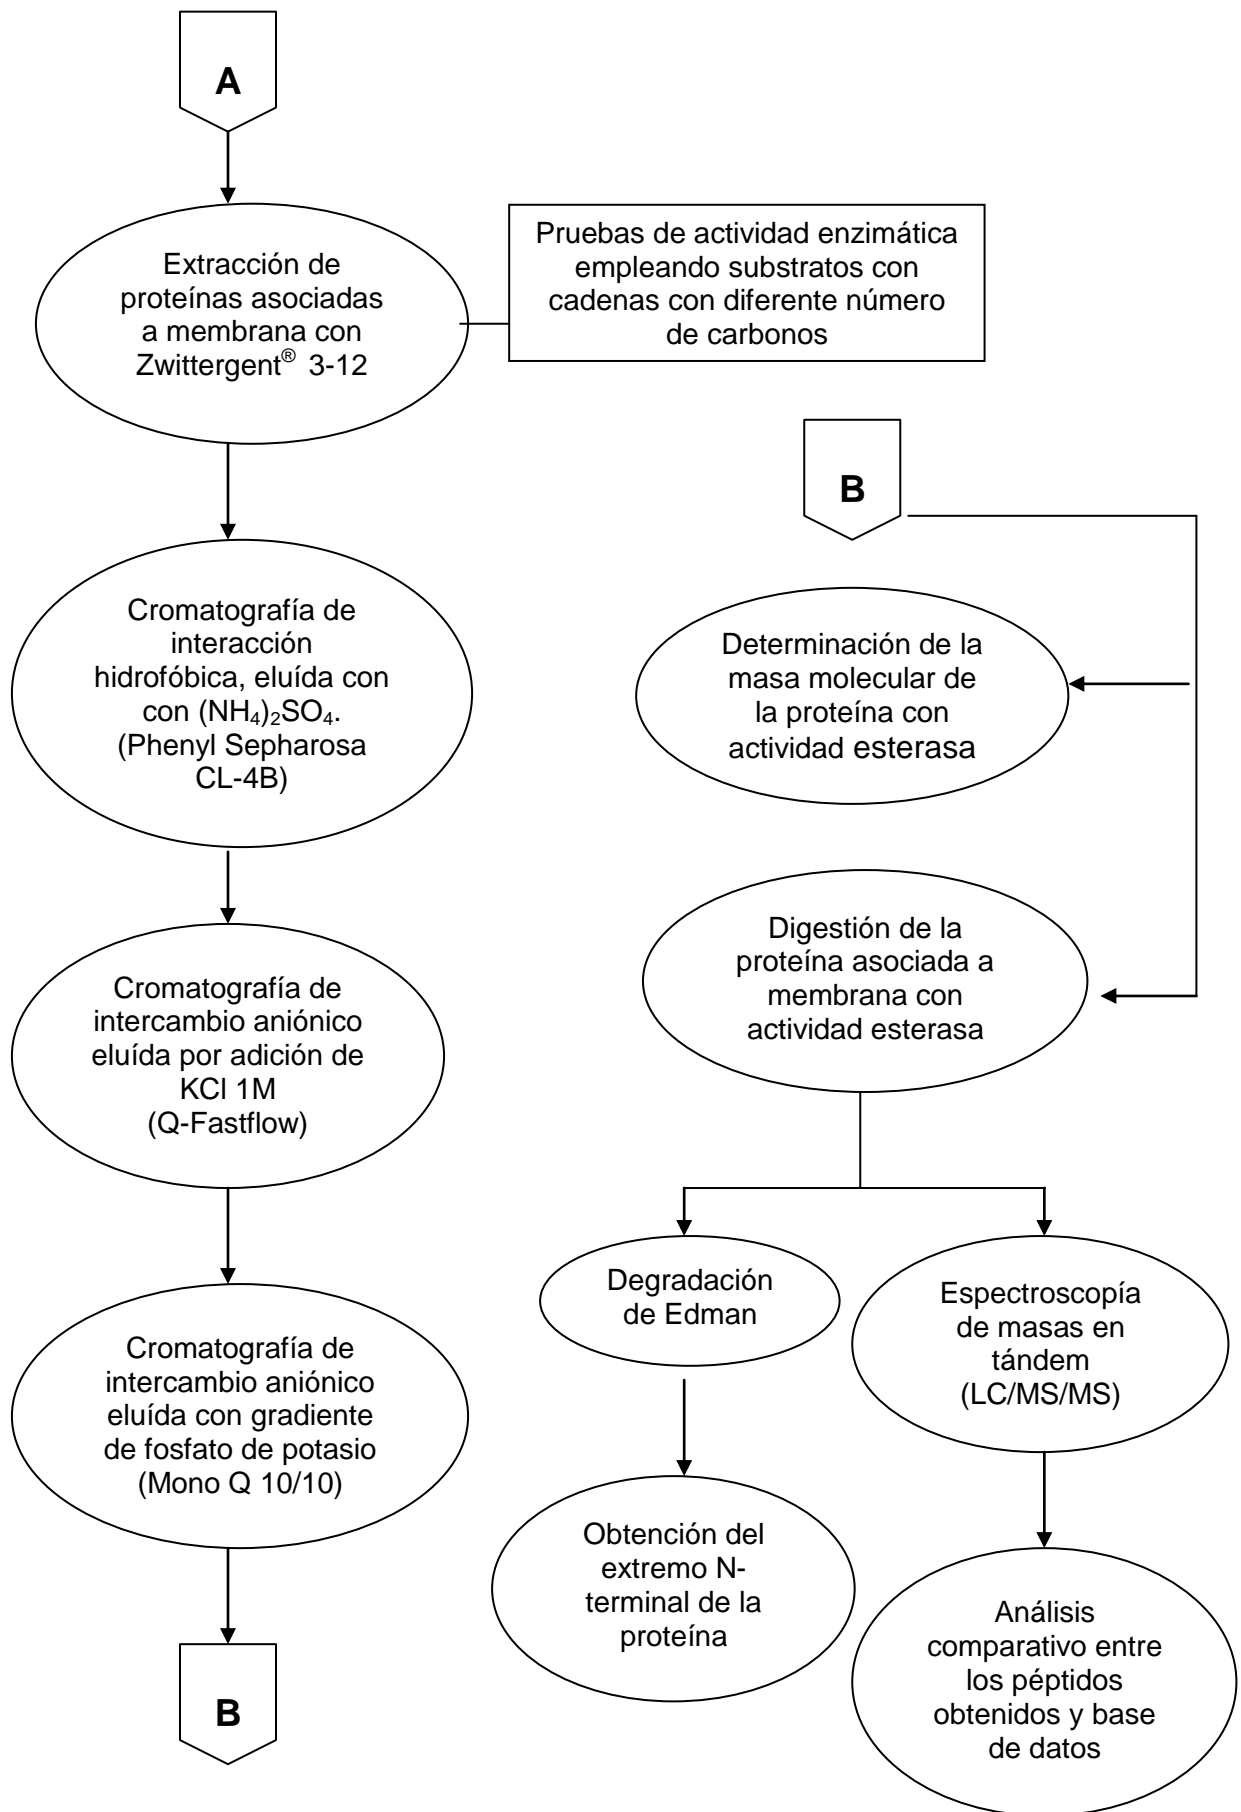 A
Extracción de
proteínas asociadas
a membrana con
Zwittergent® 3-12
Pruebas de actividad enzimática
empleando substratos con
cadenas con diferente número
de carbonos
Cromatografía de
interacción
hidrofóbica, eluída con
con (NH₄)₂SO₄.
(Phenyl Sepharosa
CL-4B)
Cromatografía de
intercambio aniónico
eluída por adición de
KCl 1M
(Q-Fastflow)
Cromatografía de
intercambio aniónico
eluída con gradiente
de fosfato de potasio
(Mono Q 10/10)
B
B
Determinación de la
masa molecular de
la proteína con
actividad esterasa
Digestión de la
proteína asociada a
membrana con
actividad esterasa
Degradación
de Edman
Obtención del
extremo N-
terminal de la
proteína
Espectroscopía
de masas en
tándem
(LC/MS/MS)
Análisis
comparativo entre
los péptidos
obtenidos y base
de datos